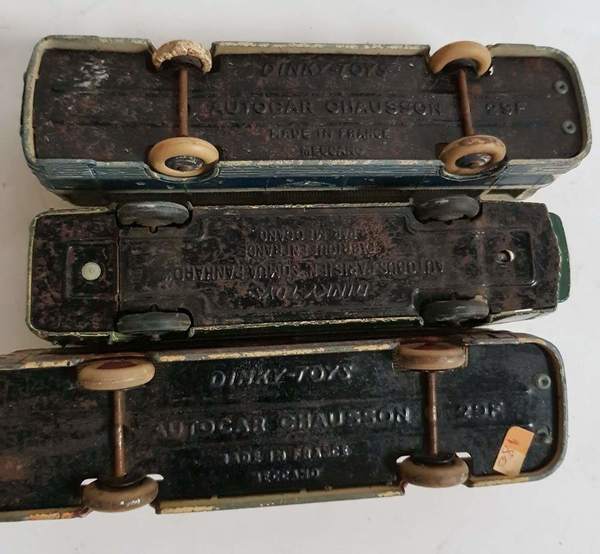 DINKY-TOYS
AUTOCAR CHAUSSON 29F
MADE IN FRANCE
MECCANO
DINKY TOYS
AUTOBUS PARISIEN SOMUA PANHARD
FABRIQUE EN FRANCE
PAR MECCANO
DINKY-TOYS
AUTOCAR CHAUSSON 29F
MADE IN FRANCE
MECCANO